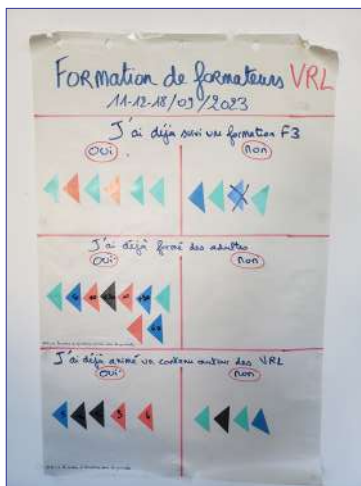 Formation de formateurs VRL
11-12-18/09/2023
J'ai déjà suivi une formation F3
Oui
non
J'ai déjà formé des adultes
Oui
non
J'ai déjà animé un contenu autour des VRL
Oui
non